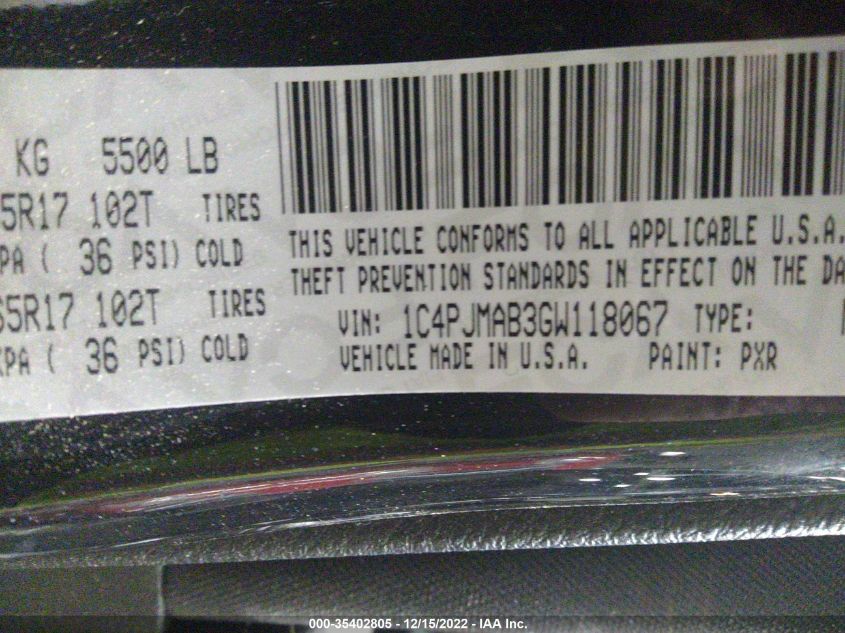 KG 5500 LB
5R17 102T TIRES
PA ( 36 PSI) COLD
65R17 102T TIRES
KPA ( 36 PSI) COLD
THIS VEHICLE CONFORMS TO ALL APPLICABLE U.S.A.
THEFT PREVENTION STANDARDS IN EFFECT ON THE DA
VIN: 1C4PJMAB3GW118067 TYPE:
VEHICLE MADE IN U.S.A. PAINT: PXR
000-35402805 - 12/15/2022 - IAA Inc.